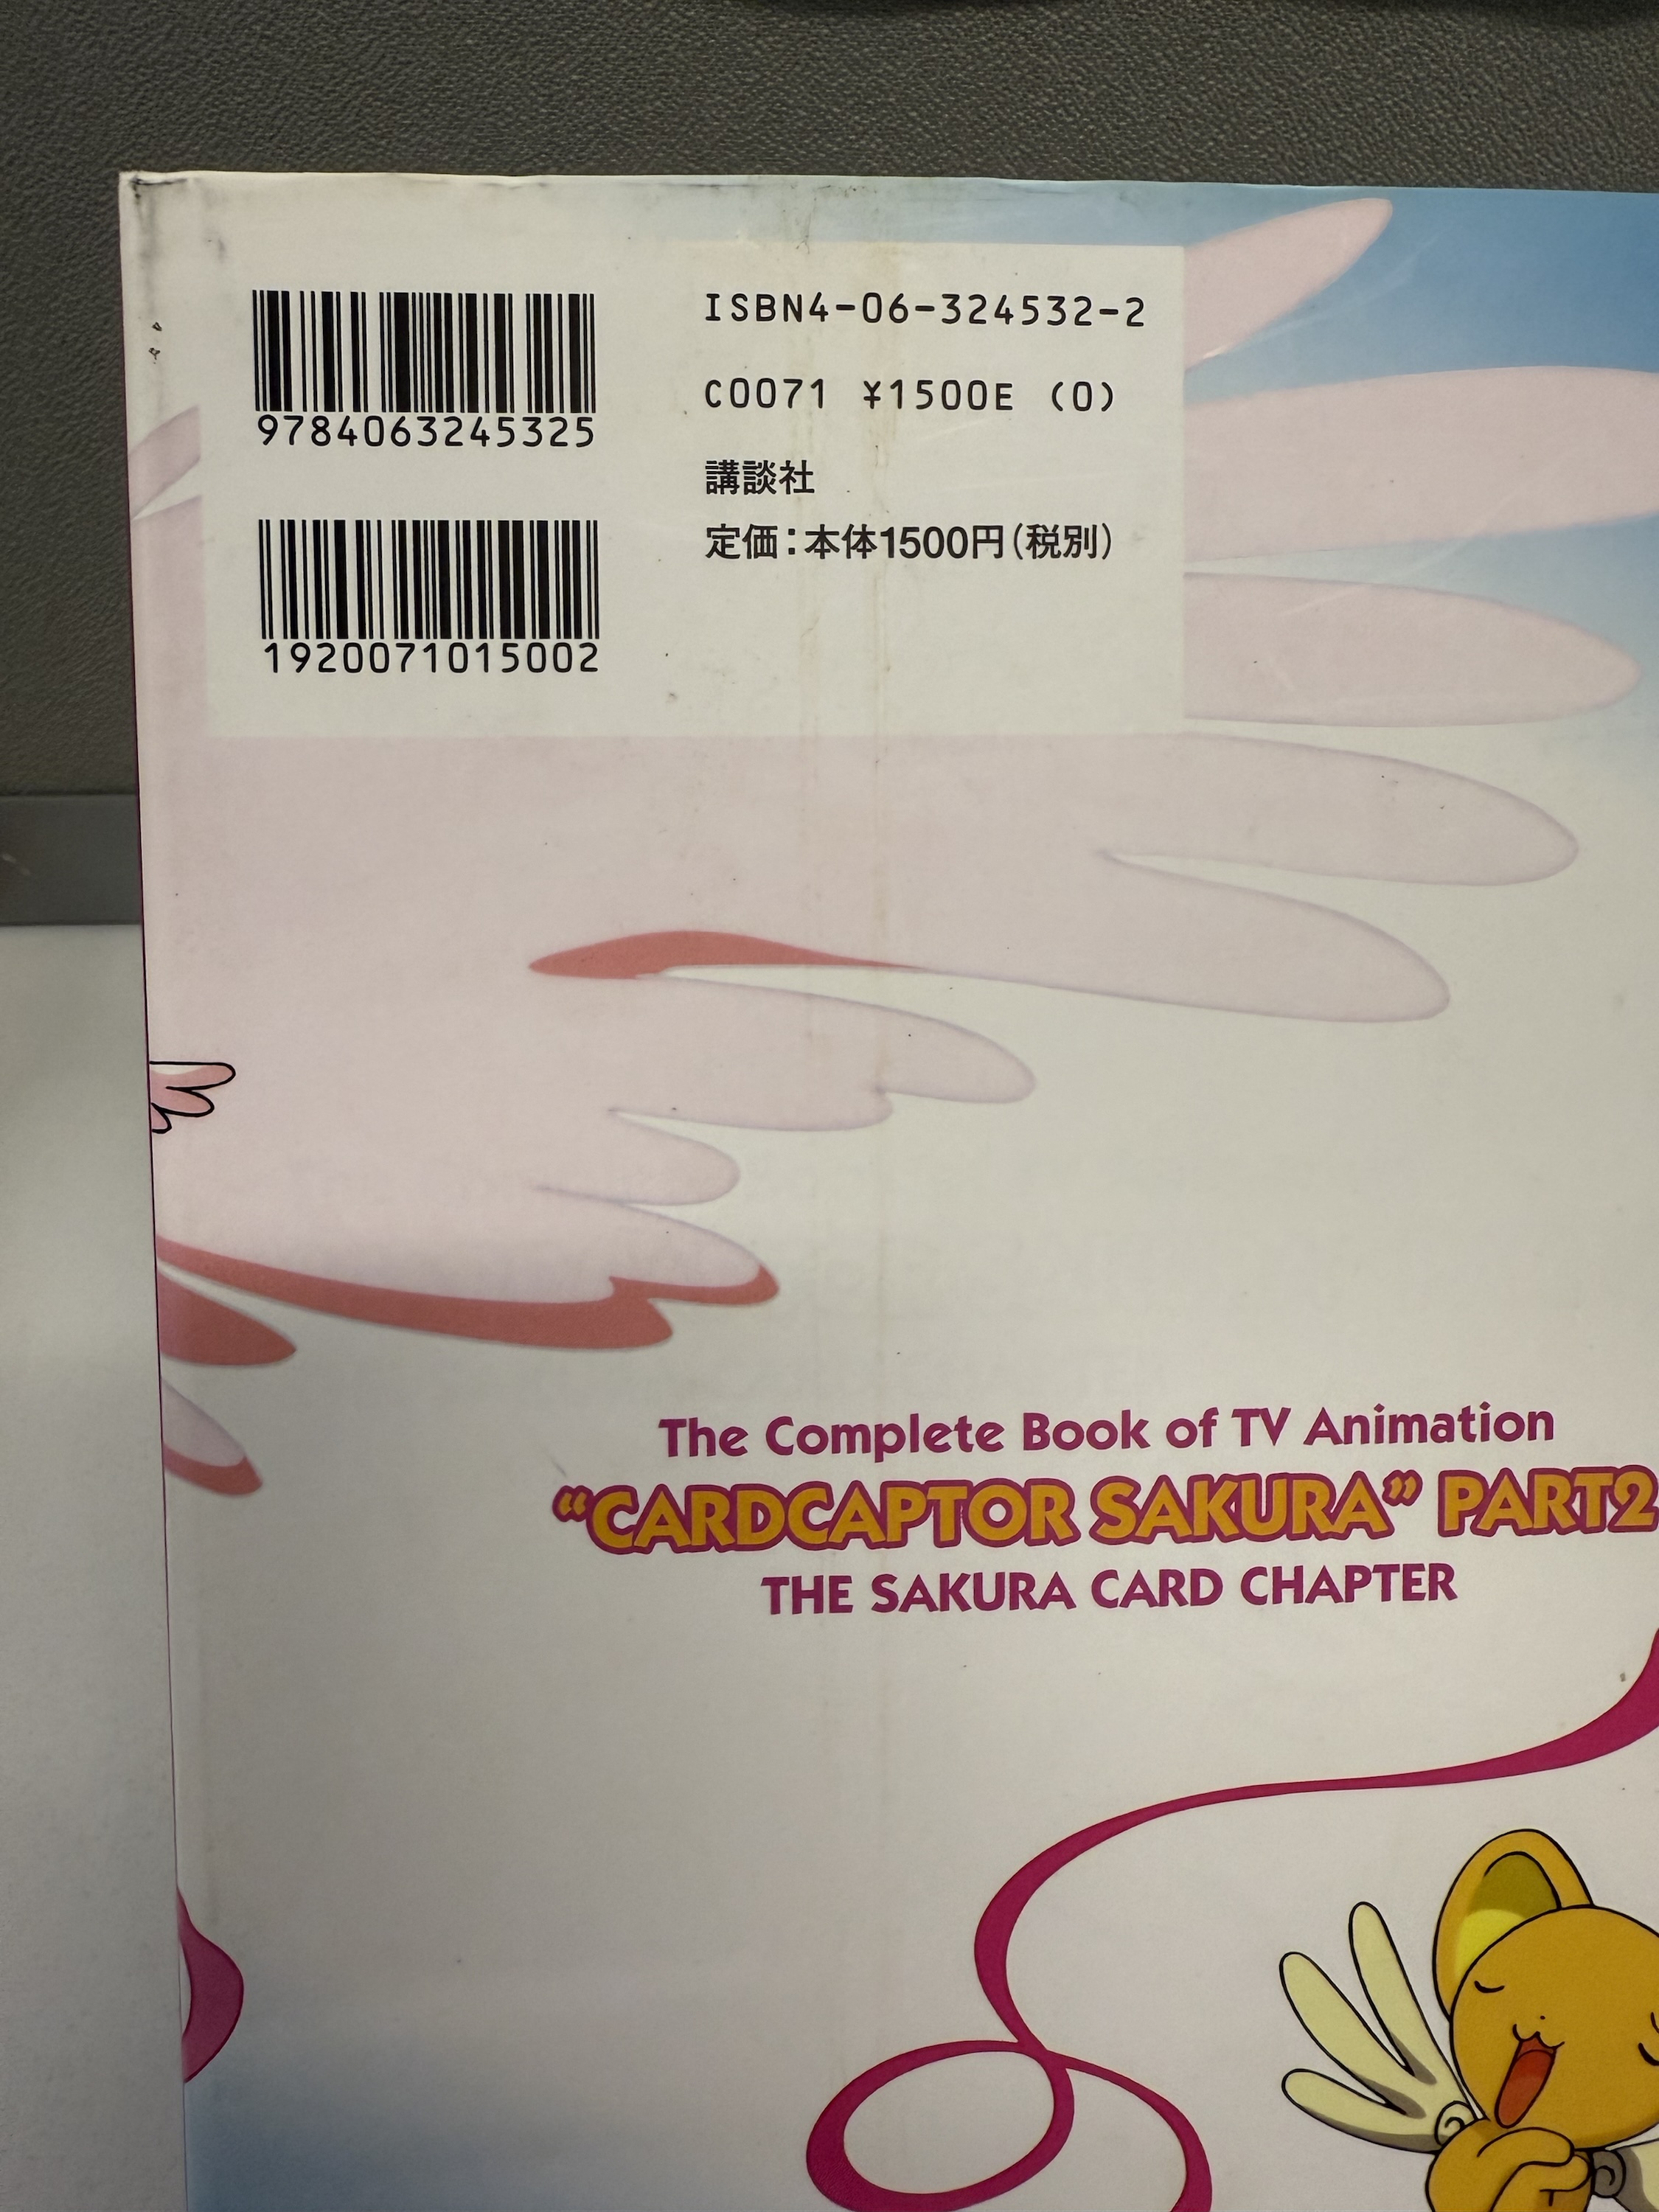 9784063245325
1920071015002
ISBN4-06-324532-2
C0071 ¥1500E (0)
講談社
定価：本体1500円（税別）
The Complete Book of TV Animation
“CARDCAPTOR SAKURA” PART2
THE SAKURA CARD CHAPTER